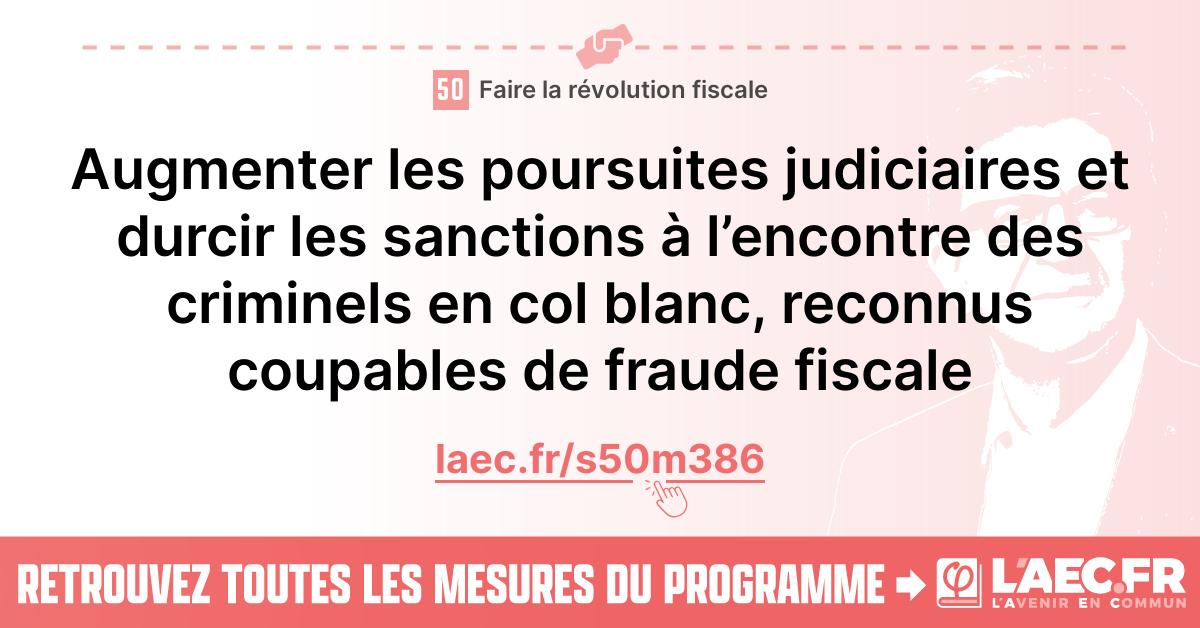 50 Faire la révolution fiscale
Augmenter les poursuites judiciaires et
durcir les sanctions à l’encontre des
criminels en col blanc, reconnus
coupables de fraude fiscale
laec.fr/s50m386
RETROUVEZ TOUTES LES MESURES DU PROGRAMME → φ L'AEC.FR
L'AVENIR EN COMMUN